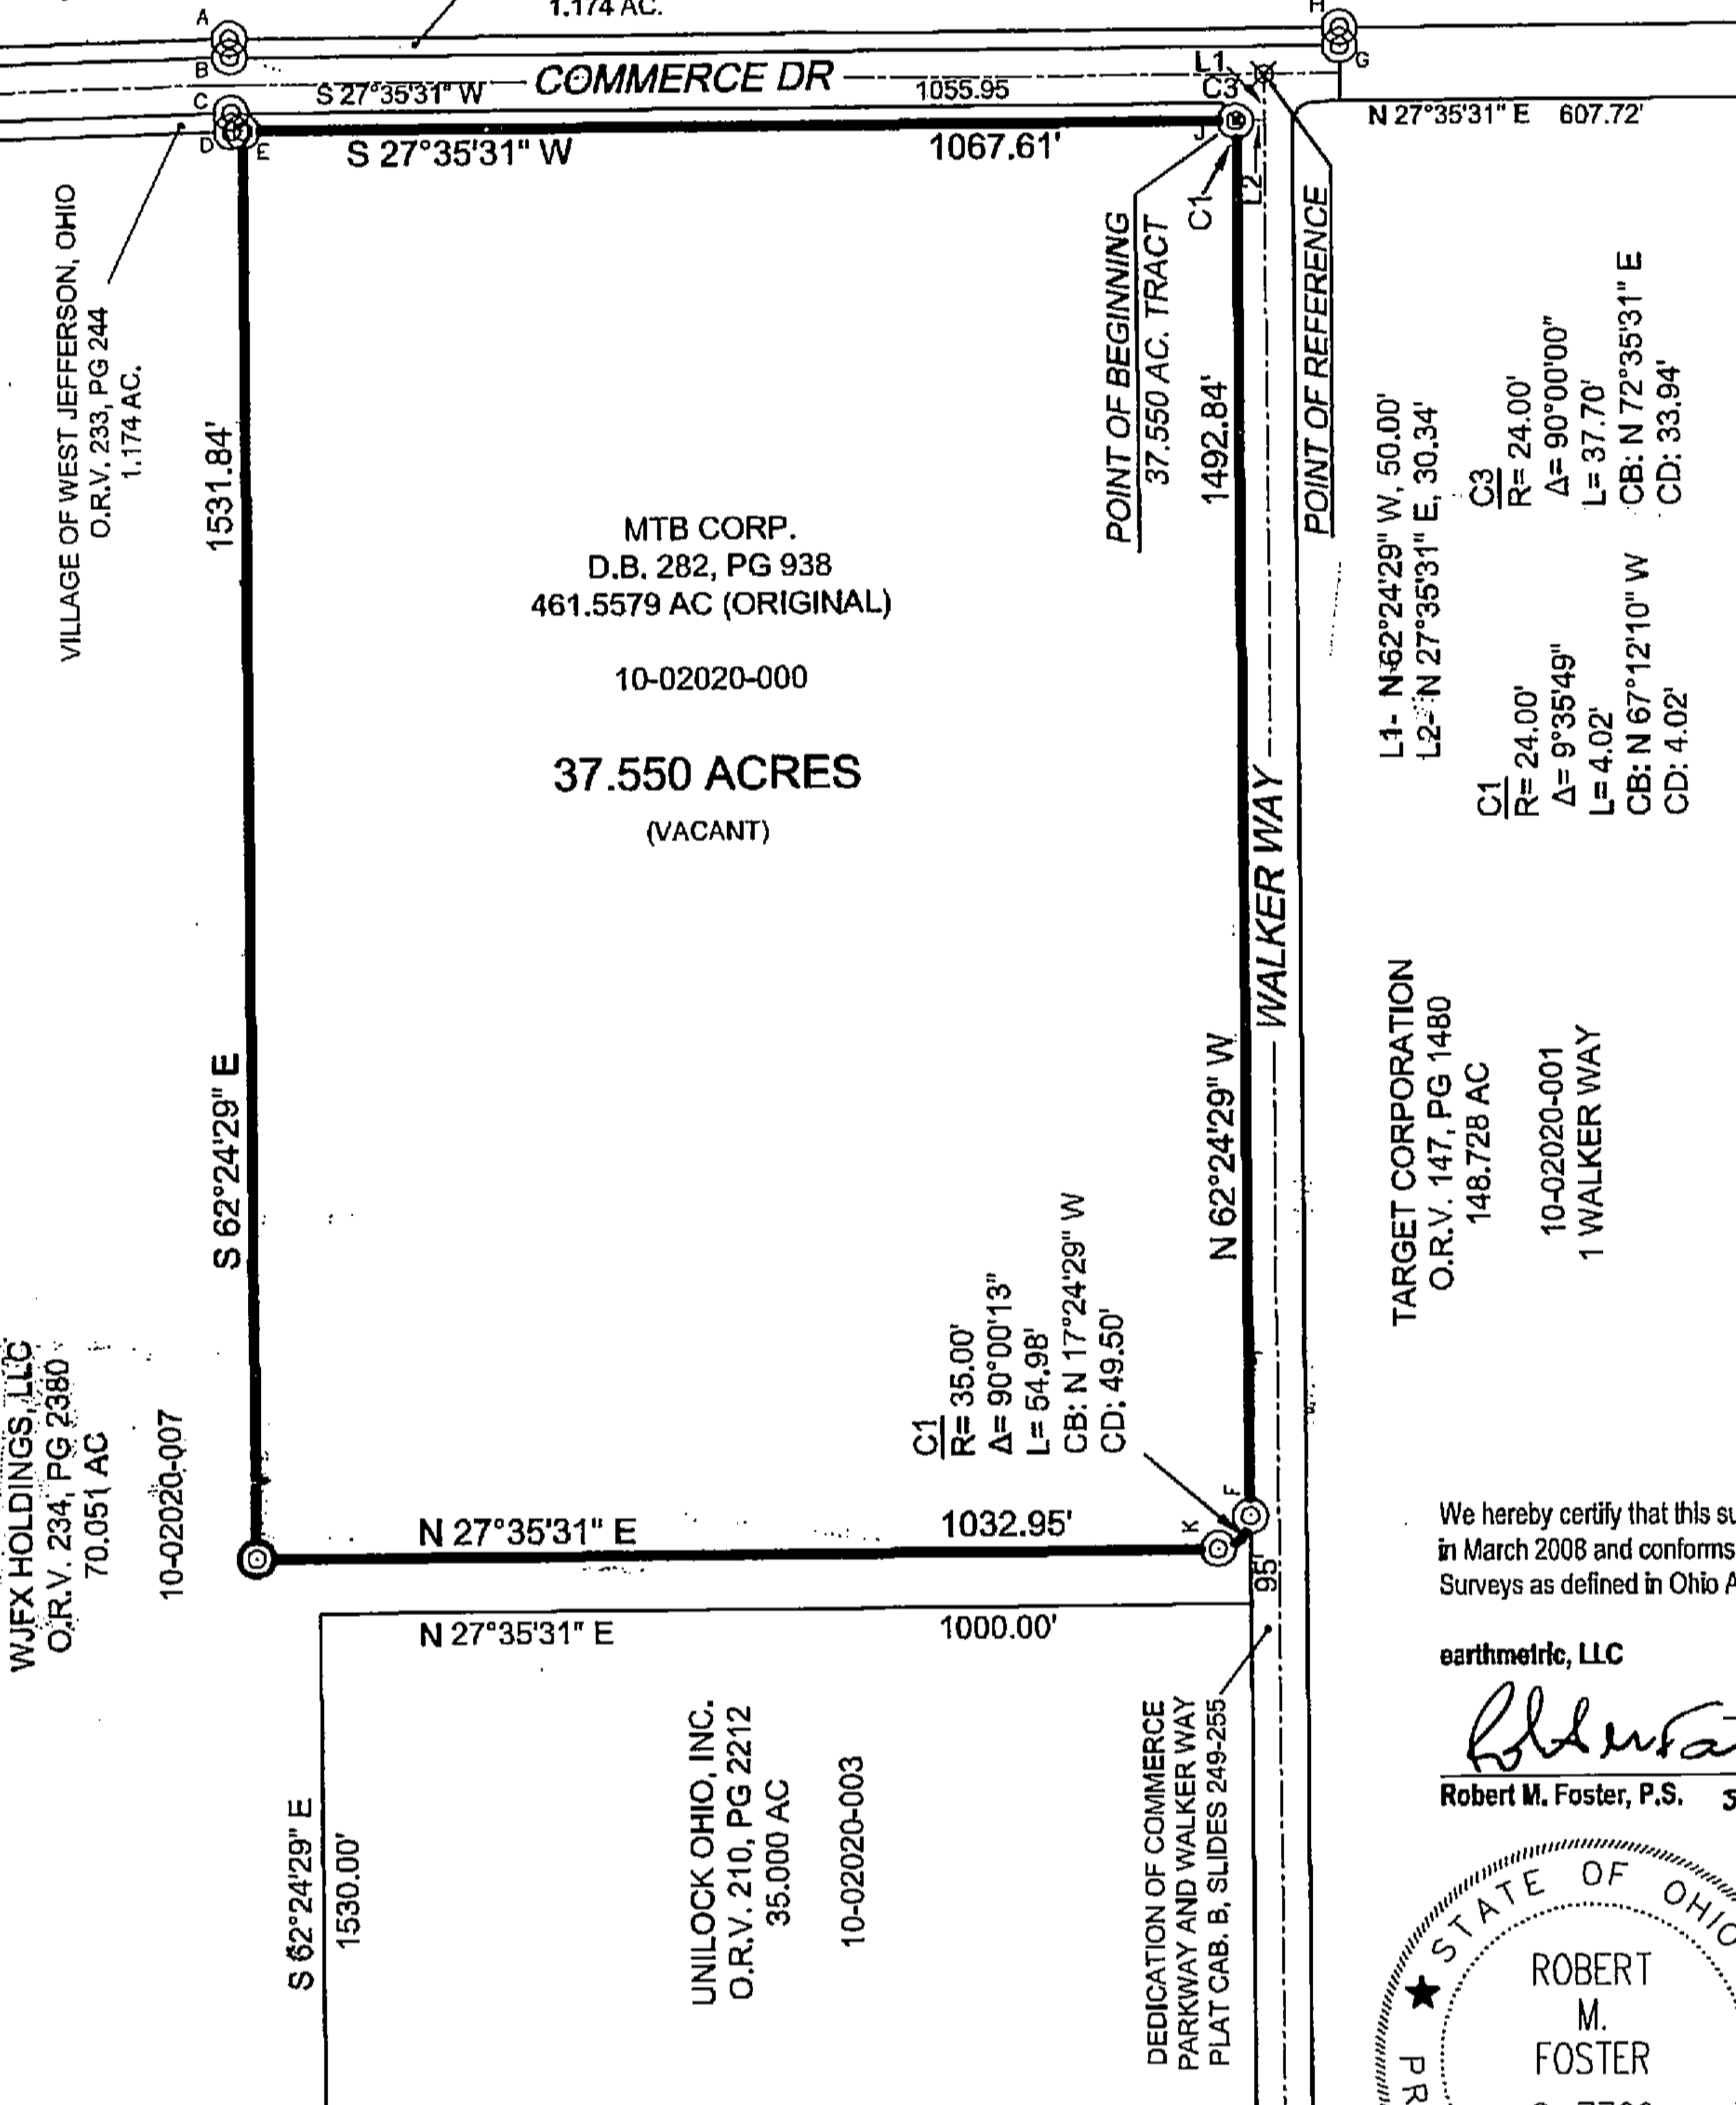 1.174 AC.
A
B
C
D
E
H
G
L1
C3
J
COMMERCE DR
S 27°35'31" W
1055.95
S 27°35'31" W
1067.61'
N 27°35'31" E 607.72'
VILLAGE OF WEST JEFFERSON, OHIO
O.R.V. 233, PG 244
1.174 AC.
1531.84'
S 62°24'29" E
MTB CORP.
D.B. 282, PG 938
461.5579 AC (ORIGINAL)
10-02020-000
37.550 ACRES
(VACANT)
POINT OF BEGINNING
37.550 AC. TRACT
C1
L2
1492.84'
N 62°24'29" W
POINT OF REFERENCE
WALKER WAY
L1- N 62°24'29" W, 50.00'
L2- N 27°35'31" E, 30.34'
C3
R= 24.00'
Δ= 90°00'00"
L= 37.70'
CB: N 72°35'31" E
CD: 33.94'
C1
R= 24.00'
Δ= 9°35'49"
L= 4.02'
CB: N 67°12'10" W
CD: 4.02'
TARGET CORPORATION
O.R.V. 147, PG 1480
148.728 AC
10-02020-001
1 WALKER WAY
C1
R= 35.00'
Δ= 90°00'13"
L= 54.98'
CB: N 17°24'29" W
CD: 49.50'
F
K
95'
WJFX HOLDINGS, LLC
O.R.V. 234, PG 2380
70.051 AC
10-02020-007
N 27°35'31" E
1032.95'
N 27°35'31" E
1000.00'
S 62°24'29" E
1530.00'
UNILOCK OHIO, INC.
O.R.V. 210, PG 2212
35.000 AC
10-02020-003
DEDICATION OF COMMERCE
PARKWAY AND WALKER WAY
PLAT CAB. B, SLIDES 249-255
We hereby certify that this su
in March 2008 and conforms
Surveys as defined in Ohio A
earthmetric, LLC
Robert M. Foster, P.S.
STATE OF OHIO
ROBERT
M.
FOSTER
PR